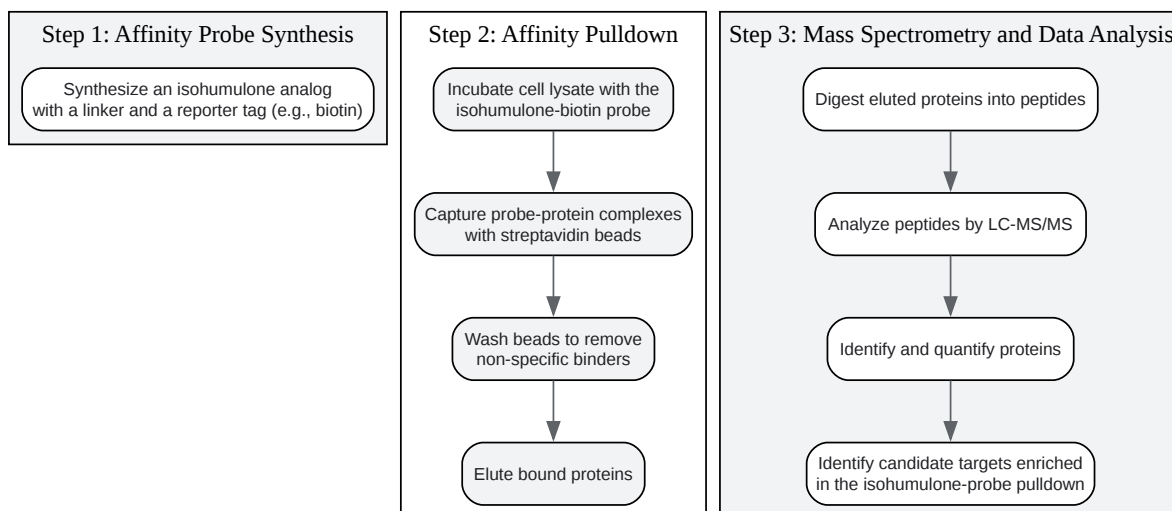 Step 1: Affinity Probe Synthesis
Synthesize an isohumulone analog
with a linker and a reporter tag (e.g., biotin)
Step 2: Affinity Pulldown
Incubate cell lysate with the
isohumulone-biotin probe
Capture probe-protein complexes
with streptavidin beads
Wash beads to remove
non-specific binders
Elute bound proteins
Step 3: Mass Spectrometry and Data Analysis
Digest eluted proteins into peptides
Analyze peptides by LC-MS/MS
Identify and quantify proteins
Identify candidate targets enriched
in the isohumulone-probe pulldown